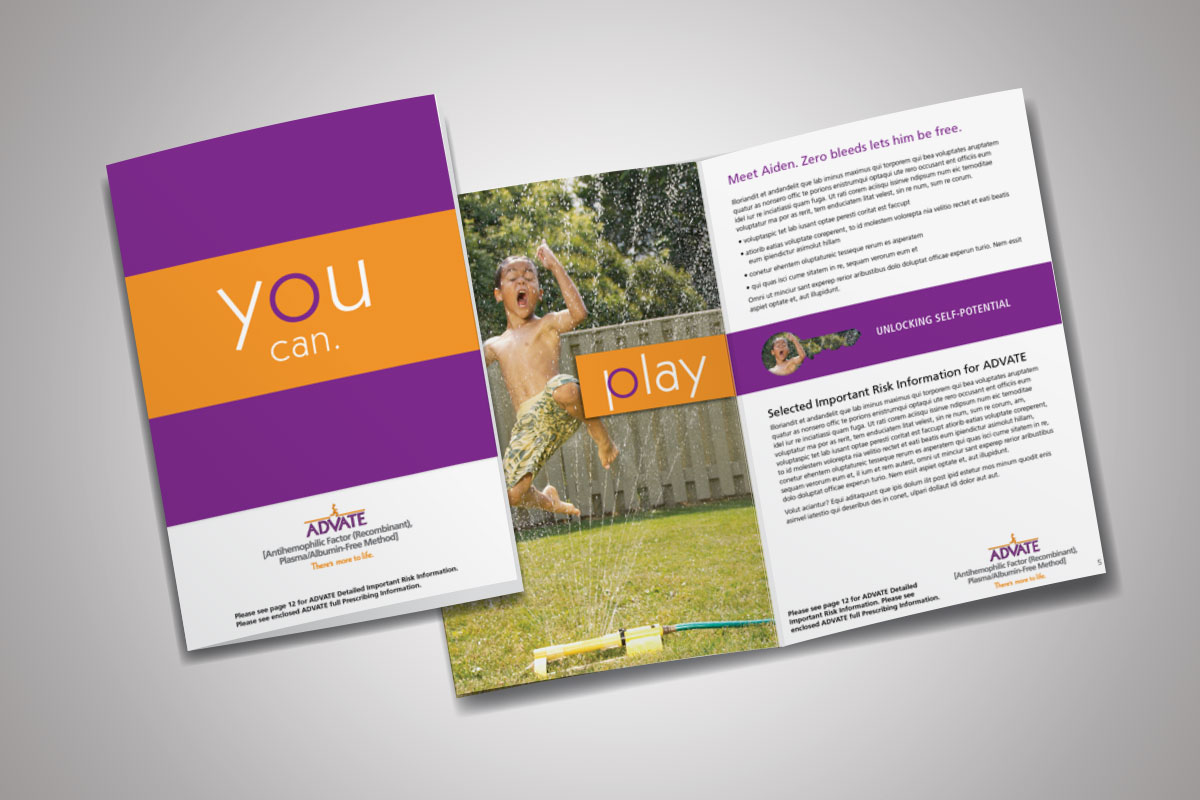 you
can.
ADVATE
[Antihemophilic Factor (Recombinant),
Plasma/Albumin-Free Method]
There's more to life.
Please see page 12 for ADVATE Detailed Important Risk Information.
Please see enclosed ADVATE full Prescribing Information.
play
Meet Aiden. Zero bleeds lets him be free.
Iloriandit et andandelit que lab iminus maximus qui torporem qui bea voluptates aruptatem
quatur as nonsero offic te porions enistrumqui optaqui ute rero occusant ent officiis eum
idel iur re inciatiassi quam fuga. Ut rati corem aciisqu issinve ndipsum num eic temoditae
voluptatur ma por as rerit, tem enduciatem litat velest, sin re num, sum re corum.
• voluptaspic tet lab iusant optae peresti coritat est faccupt
• atiorib eatias voluptate coreperent, to id molestem volorepta nia velitio rectet et eati beatis
eum ipiendictur asimolut hillam
• conetur ehentem oluptatureic tesseque rerum es asperatem
• qui quas isci cume sitatem in re, sequam verorum eum et
Omni ut minciur sant experep rerior aribustibus dolo doluptat officae experun turio. Nem essit
aspiet optate et, aut illupidunt.
UNLOCKING SELF-POTENTIAL
Selected Important Risk Information for ADVATE
Iloriandit et andandelit que lab iminus maximus qui torporem qui bea voluptates aruptatem
quatur as nonsero offic te porions enistrumqui optaqui ute rero occusant ent officiis eum
idel iur re inciatiassi quam fuga. Ut rati corem aciisqu issinve ndipsum num eic temoditae
voluptatur ma por as rerit, tem enduciatem litat velest, sin re num, sum re corum, am,
voluptaspic tet lab iusant optae peresti coritat est faccupt atiorib eatias voluptate coreperent,
to id molestem volorepta nia velitio rectet et eati beatis eum ipiendictur asimolut hillam,
conetur ehentem oluptatureic tesseque rerum es asperatem qui quas isci cume sitatem in re,
sequam verorum eum et, il ium et rem autest, omni ut minciur sant experep rerior aribustibus
dolo doluptat officae experun turio. Nem essit aspiet optate et, aut illupidunt.
Volut aciantur? Equi aditaquunt que ipis dolum ilit post ipid estetur mos minum quodit enis
asinvel iatestio qui deseribus des in conet, ulpari dollaut idi dolor aut aut.
Please see page 12 for ADVATE Detailed
Important Risk Information. Please see
enclosed ADVATE full Prescribing Information.
ADVATE
[Antihemophilic Factor (Recombinant),
Plasma/Albumin-Free Method]
There's more to life.
5